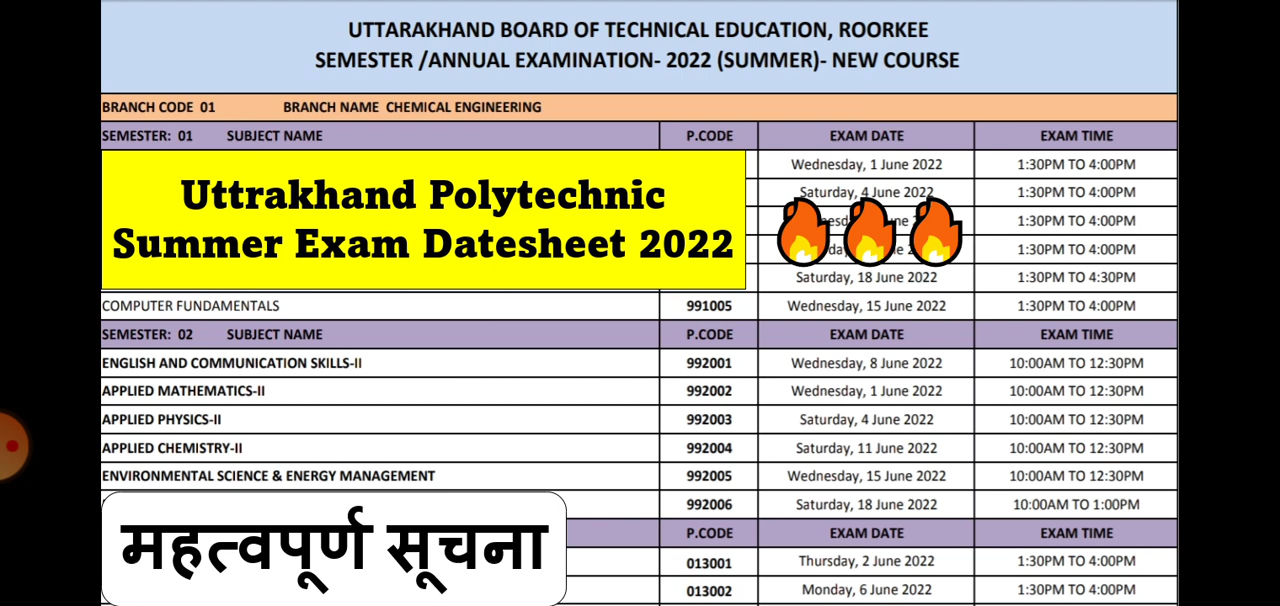 UTTARAKHAND BOARD OF TECHNICAL EDUCATION, ROORKEE
SEMESTER /ANNUAL EXAMINATION- 2022 (SUMMER)- NEW COURSE
BRANCH CODE 01 BRANCH NAME CHEMICAL ENGINEERING
SEMESTER: 01 SUBJECT NAME P.CODE EXAM DATE EXAM TIME
Wednesday, 1 June 2022 1:30PM TO 4:00PM
Uttrakhand Polytechnic
Summer Exam Datesheet 2022
Saturday, 4 June 2022 1:30PM TO 4:00PM
1:30PM TO 4:00PM
1:30PM TO 4:00PM
Saturday, 18 June 2022 1:30PM TO 4:30PM
COMPUTER FUNDAMENTALS 991005 Wednesday, 15 June 2022 1:30PM TO 4:00PM
SEMESTER: 02 SUBJECT NAME P.CODE EXAM DATE EXAM TIME
ENGLISH AND COMMUNICATION SKILLS-II 992001 Wednesday, 8 June 2022 10:00AM TO 12:30PM
APPLIED MATHEMATICS-II 992002 Wednesday, 1 June 2022 10:00AM TO 12:30PM
APPLIED PHYSICS-II 992003 Saturday, 4 June 2022 10:00AM TO 12:30PM
APPLIED CHEMISTRY-II 992004 Saturday, 11 June 2022 10:00AM TO 12:30PM
ENVIRONMENTAL SCIENCE & ENERGY MANAGEMENT 992005 Wednesday, 15 June 2022 10:00AM TO 12:30PM
992006 Saturday, 18 June 2022 10:00AM TO 1:00PM
महत्वपूर्ण सूचना
P.CODE EXAM DATE EXAM TIME
013001 Thursday, 2 June 2022 1:30PM TO 4:00PM
013002 Monday, 6 June 2022 1:30PM TO 4:00PM